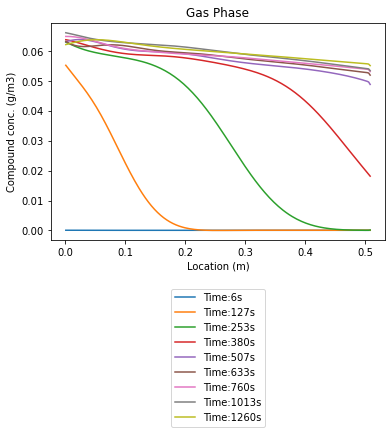 Gas Phase
Compound conc. (g/m3)
0.06
0.05
0.04
0.03
0.02
0.01
0.00
0.0 0.1 0.2 0.3 0.4 0.5
Location (m)
Time:6s
Time:127s
Time:253s
Time:380s
Time:507s
Time:633s
Time:760s
Time:1013s
Time:1260s